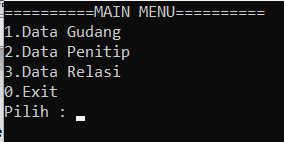 ==========MAIN MENU==========
1.Data Gudang
2.Data Penitip
3.Data Relasi
0.Exit
Pilih :